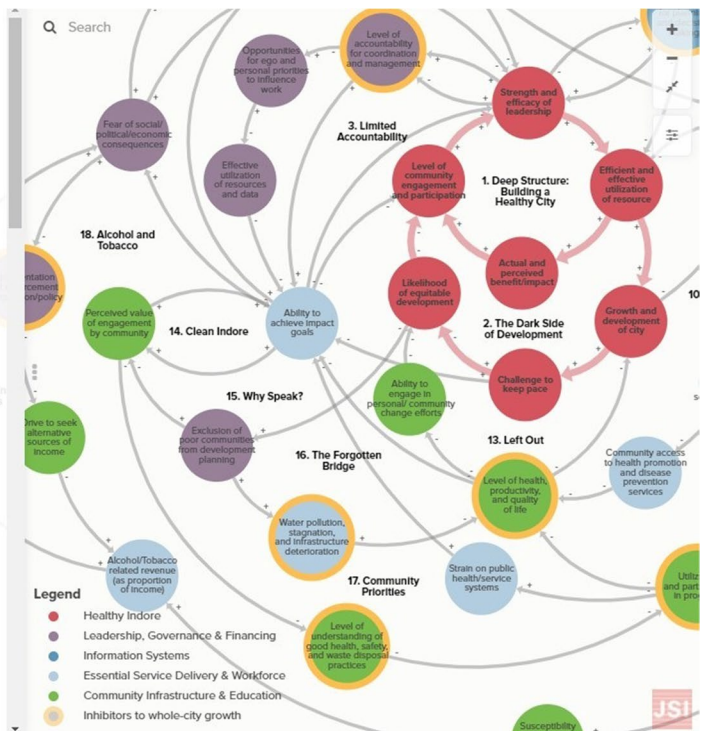 Search
Level of
accountability
for coordination
and management
Opportunities
for ego and
personal priorities
to influence
work
Strength and
efficacy of
leadership
Fear of social/
political/economic
consequences
3. Limited
Accountability
Effective
utilization
of resources
and data
Level of
community
engagement
and participation
1. Deep Structure:
Building a
Healthy City
Efficient and
effective
utilization
of resource
18. Alcohol and
Tobacco
Actual and
perceived
benefit/impact
ntation
rcement
on/policy
Likelihood
of equitable
development
10
Perceived value
of engagement
by community
14. Clean Indore
Ability to
achieve impact
goals
2. The Dark Side
of Development
Growth and
development
of city
Challenge to
keep pace
15. Why Speak?
Ability to
engage in
personal/ community
change efforts
Drive to seek
alternative
sources of
income
Exclusion of
poor communities
from development
planning
16. The Forgotten
Bridge
13. Left Out
Level of health,
productivity,
and quality
of life
Community access
to health promotion
and disease
prevention
services
Water pollution,
stagnation,
and infrastructure
deterioration
Alcohol/Tobacco
related revenue
(as proportion
of income)
17. Community
Priorities
Strain on public
health/service
systems
Utiliz
and part
in pro
Level of
understanding of
good health, safety,
and waste disposal
practices
Legend
Healthy Indore
Leadership, Governance & Financing
Information Systems
Essential Service Delivery & Workforce
Community Infrastructure & Education
Inhibitors to whole-city growth
Susceptibility
JSI